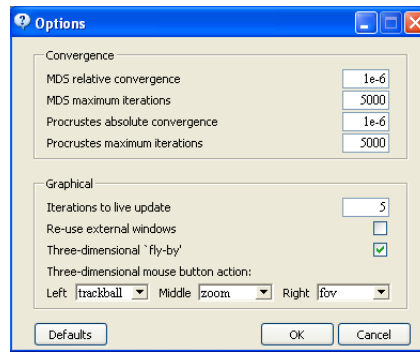 Options
Convergence
MDS relative convergence 1e-6
MDS maximum iterations 5000
Procrustes absolute convergence 1e-6
Procrustes maximum iterations 5000
Graphical
Iterations to live update 5
Re-use external windows
Three-dimensional `fly-by'
Three-dimensional mouse button action:
Left trackball Middle zoom Right fov
Defaults OK Cancel